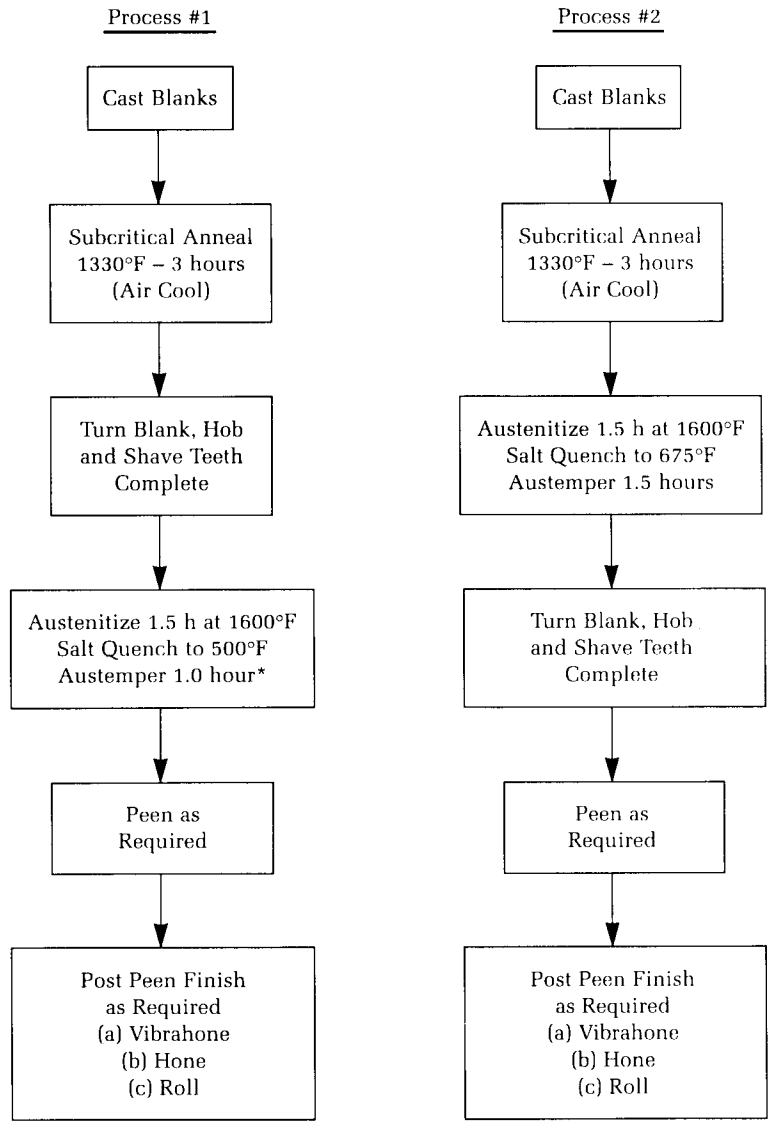 Process #1
Cast Blanks
Subcritical Anneal
1330°F – 3 hours
(Air Cool)
Turn Blank, Hob
and Shave Teeth
Complete
Austenitize 1.5 h at 1600°F
Salt Quench to 500°F
Austemper 1.0 hour*
Peen as
Required
Post Peen Finish
as Required
(a) Vibrahone
(b) Hone
(c) Roll
Process #2
Cast Blanks
Subcritical Anneal
1330°F – 3 hours
(Air Cool)
Austenitize 1.5 h at 1600°F
Salt Quench to 675°F
Austemper 1.5 hours
Turn Blank, Hob
and Shave Teeth
Complete
Peen as
Required
Post Peen Finish
as Required
(a) Vibrahone
(b) Hone
(c) Roll